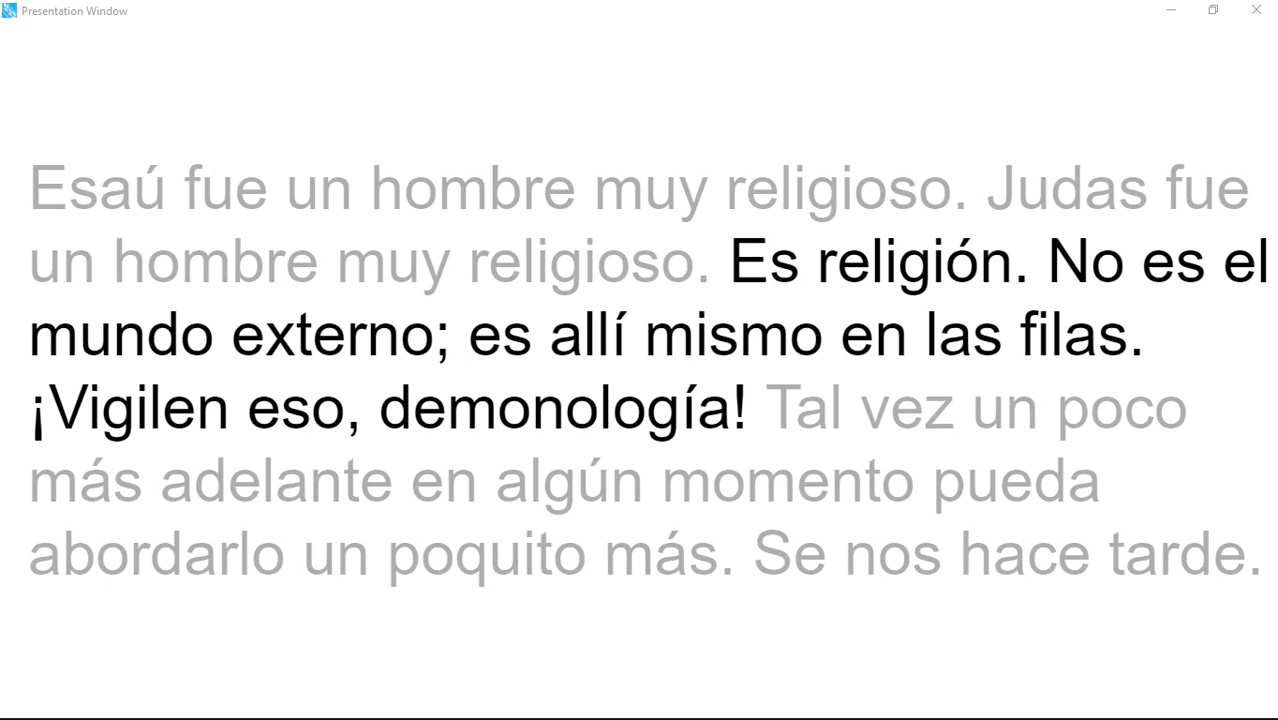 Presentation Window
Esaú fue un hombre muy religioso. Judas fue
un hombre muy religioso. Es religión. No es el
mundo externo; es allí mismo en las filas.
¡Vigilen eso, demonología! Tal vez un poco
más adelante en algún momento pueda
abordarlo un poquito más. Se nos hace tarde.